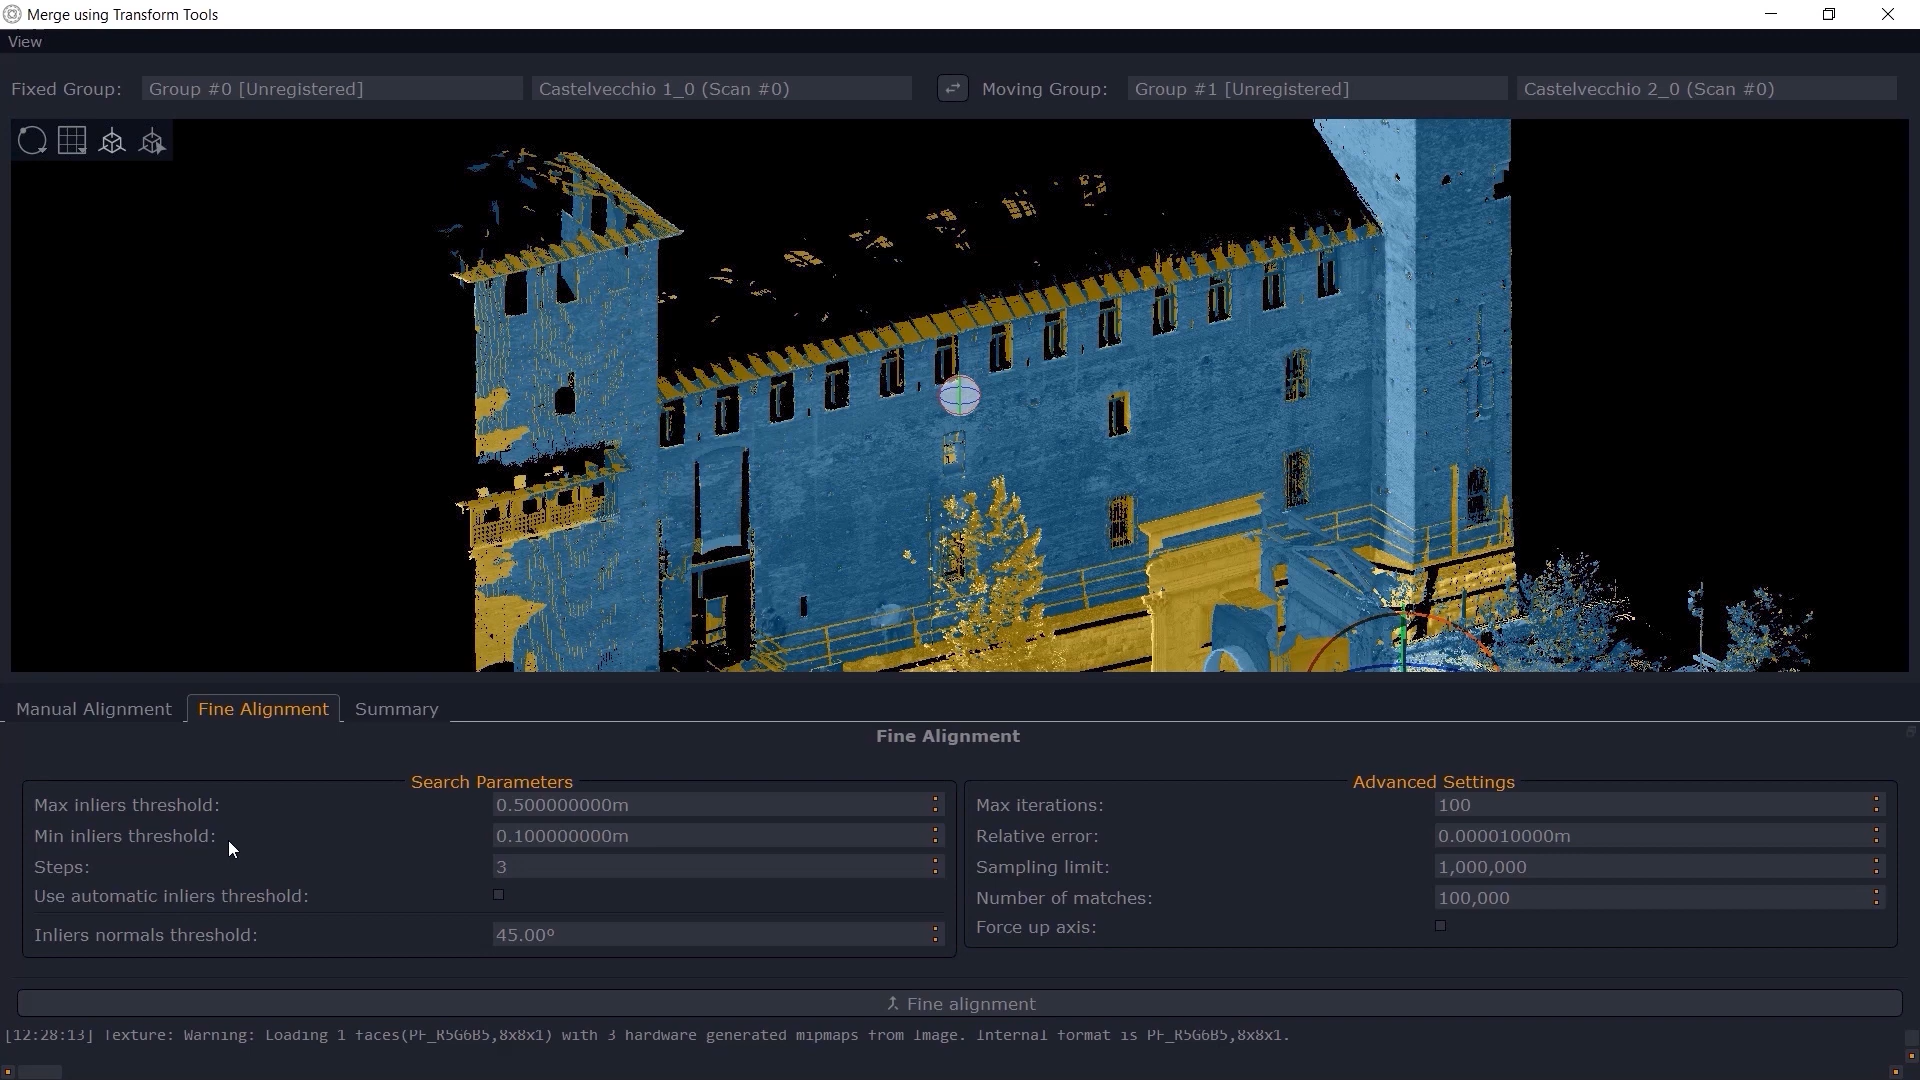 Merge using Transform Tools
View
Fixed Group: Group #0 [Unregistered] Castelvecchio 1_0 (Scan #0) Moving Group: Group #1 [Unregistered] Castelvecchio 2_0 (Scan #0)
Manual Alignment Fine Alignment Summary
Fine Alignment
Search Parameters
Max inliers threshold: 0.500000000m
Min inliers threshold: 0.100000000m
Steps: 3
Use automatic inliers threshold:
Inliers normals threshold: 45.00º
Advanced Settings
Max iterations: 100
Relative error: 0.000010000m
Sampling limit: 1,000,000
Number of matches: 100,000
Force up axis:
Fine alignment
[12:28:13] Texture: Warning: Loading 1 faces(PF_R5G6B5,8x8x1) with 3 hardware generated mipmaps from Image. Internal format is PF_R5G6B5,8x8x1.